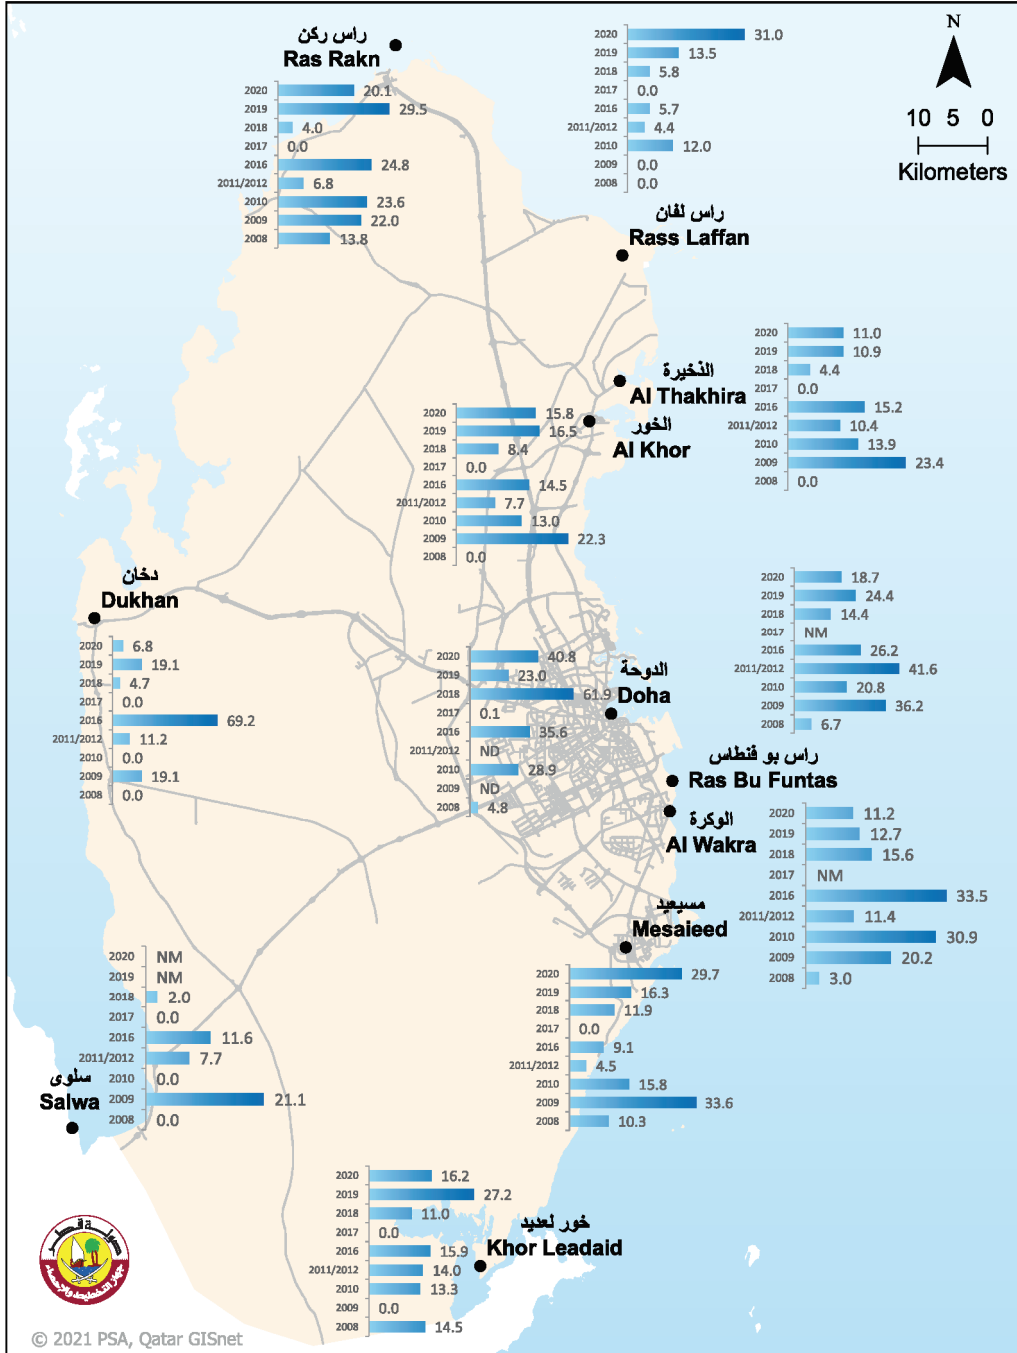 راس ركن
Ras Rakn
2020 20.1
2019 29.5
2018 4.0
2017 0.0
2016 24.8
2011/2012 6.8
2010 23.6
2009 22.0
2008 13.8
2020 31.0
2019 13.5
2018 5.8
2017 0.0
2016 5.7
2011/2012 4.4
2010 12.0
2009 0.0
2008 0.0
N
10 5 0
Kilometers
راس لفان
Rass Laffan
الذخيرة
Al Thakhira
2020 11.0
2019 10.9
2018 4.4
2017 0.0
2016 15.2
2011/2012 10.4
2010 13.9
2009 23.4
2008 0.0
الخور
Al Khor
2020 15.8
2019 16.5
2018 8.4
2017 0.0
2016 14.5
2011/2012 7.7
2010 13.0
2009 22.3
2008 0.0
دخان
Dukhan
2020 6.8
2019 19.1
2018 4.7
2017 0.0
2016 69.2
2011/2012 11.2
2010 0.0
2009 19.1
2008 0.0
الدوحة
Doha
2020 40.8
2019 23.0
2018 61.9
2017 0.1
2016 35.6
2011/2012 ND
2010 28.9
2009 ND
2008 4.8
2020 18.7
2019 24.4
2018 14.4
2017 NM
2016 26.2
2011/2012 41.6
2010 20.8
2009 36.2
2008 6.7
راس بو فنطاس
Ras Bu Funtas
الوكرة
Al Wakra
2020 11.2
2019 12.7
2018 15.6
2017 NM
2016 33.5
2011/2012 11.4
2010 30.9
2009 20.2
2008 3.0
مسيعيد
Mesaieed
2020 29.7
2019 16.3
2018 11.9
2017 0.0
2016 9.1
2011/2012 4.5
2010 15.8
2009 33.6
2008 10.3
2020 NM
2019 NM
2018 2.0
2017 0.0
2016 11.6
2011/2012 7.7
2010 0.0
2009 21.1
2008 0.0
سلوى
Salwa
2020 16.2
2019 27.2
2018 11.0
2017 0.0
2016 15.9
2011/2012 14.0
2010 13.3
2009 0.0
2008 14.5
خور لعديد
Khor Leadaid
دولة قطر
جهاز التخطيط والإحصاء
© 2021 PSA, Qatar GISnet